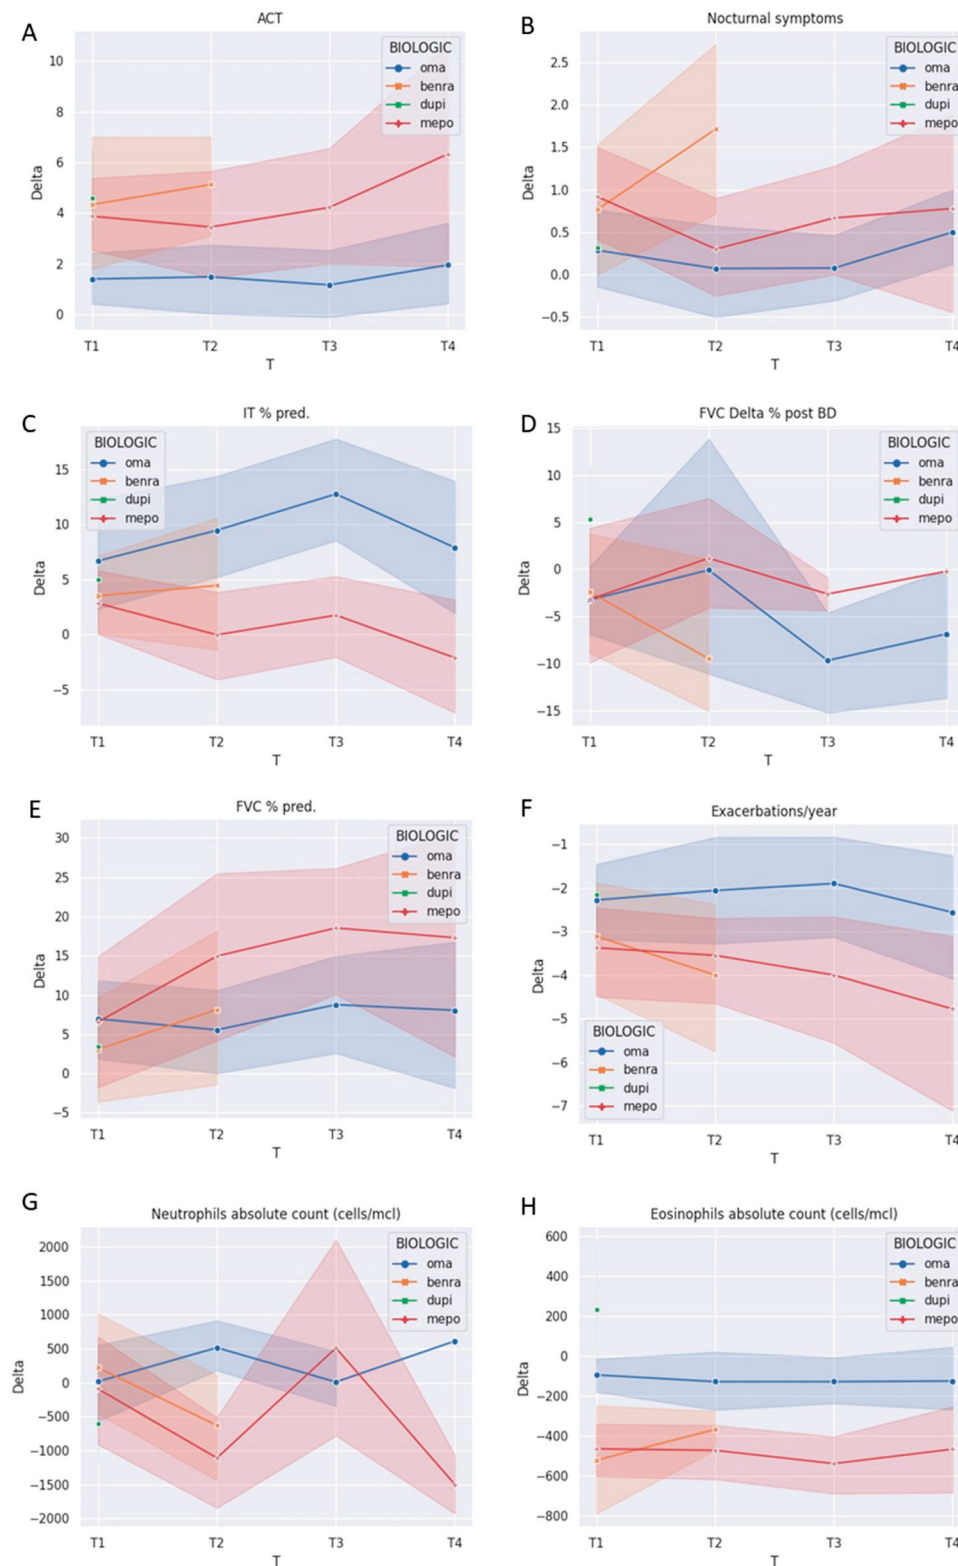 A
ACT
BIOLOGIC
oma
benra
dupi
mepo
10
8
6
4
2
0
Delta
T1 T2 T3 T4
T
B
Nocturnal symptoms
BIOLOGIC
oma
benra
dupi
mepo
2.5
2.0
1.5
1.0
0.5
0.0
−0.5
Delta
T1 T2 T3 T4
T
C
IT % pred.
BIOLOGIC
oma
benra
dupi
mepo
15
10
5
0
−5
Delta
T1 T2 T3 T4
T
D
FVC Delta % post BD
BIOLOGIC
oma
benra
dupi
mepo
15
10
5
0
−5
−10
−15
Delta
T1 T2 T3 T4
T
E
FVC % pred.
BIOLOGIC
oma
benra
dupi
mepo
30
25
20
15
10
5
0
−5
Delta
T1 T2 T3 T4
T
F
Exacerbations/year
−1
−2
−3
−4
−5
−6
−7
Delta
BIOLOGIC
oma
benra
dupi
mepo
T1 T2 T3 T4
T
G
Neutrophils absolute count (cells/mcl)
BIOLOGIC
oma
benra
dupi
mepo
2000
1500
1000
500
0
−500
−1000
−1500
−2000
Delta
T1 T2 T3 T4
T
H
Eosinophils absolute count (cells/mcl)
BIOLOGIC
oma
benra
dupi
mepo
600
400
200
0
−200
−400
−600
−800
Delta
T1 T2 T3 T4
T